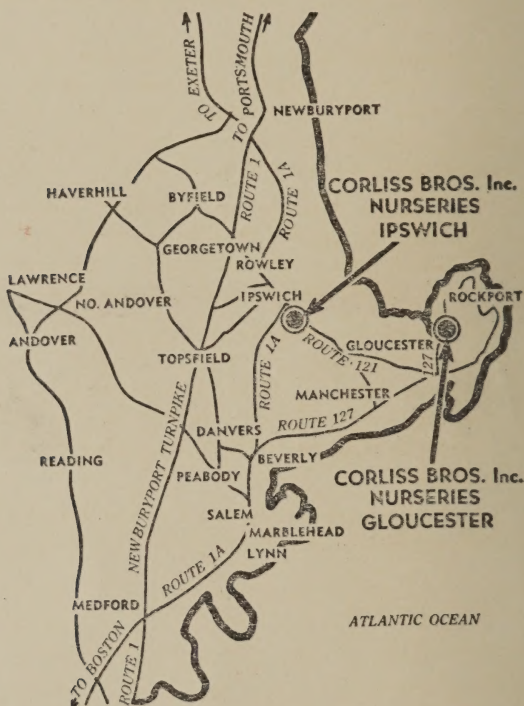 TO EXETER
TO PORTSMOUTH
NEWBURYPORT
ROUTE 1
ROUTE 1A
CORLISS BROS. Inc.
NURSERIES
IPSWICH
HAVERHILL
BYFIELD
GEORGETOWN
ROWLEY
LAWRENCE
NO. ANDOVER
IPSWICH
ROCKPORT
ANDOVER
TOPSFIELD
ROUTE 1A
ROUTE 121
GLOUCESTER
127
MANCHESTER
NEWBURYPORT TURNPIKE
DANVERS
ROUTE 127
READING
BEVERLY
PEABODY
CORLISS BROS. Inc.
NURSERIES
GLOUCESTER
SALEM
MARBLEHEAD
LYNN
ROUTE 1A
MEDFORD
ATLANTIC OCEAN
TO BOSTON
ROUTE 1